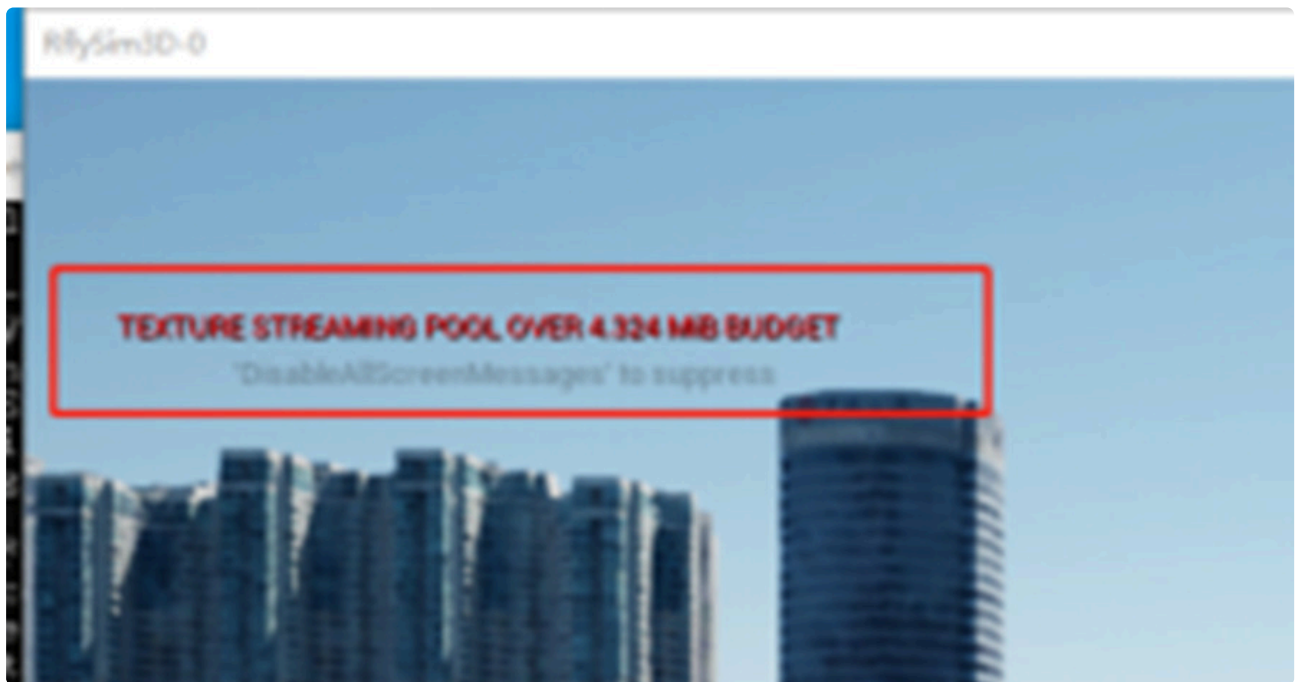 RflySim3D-0
TEXTURE STREAMING POOL OVER 4.324 MiB BUDGET
'DisableAllScreenMessages' to suppress